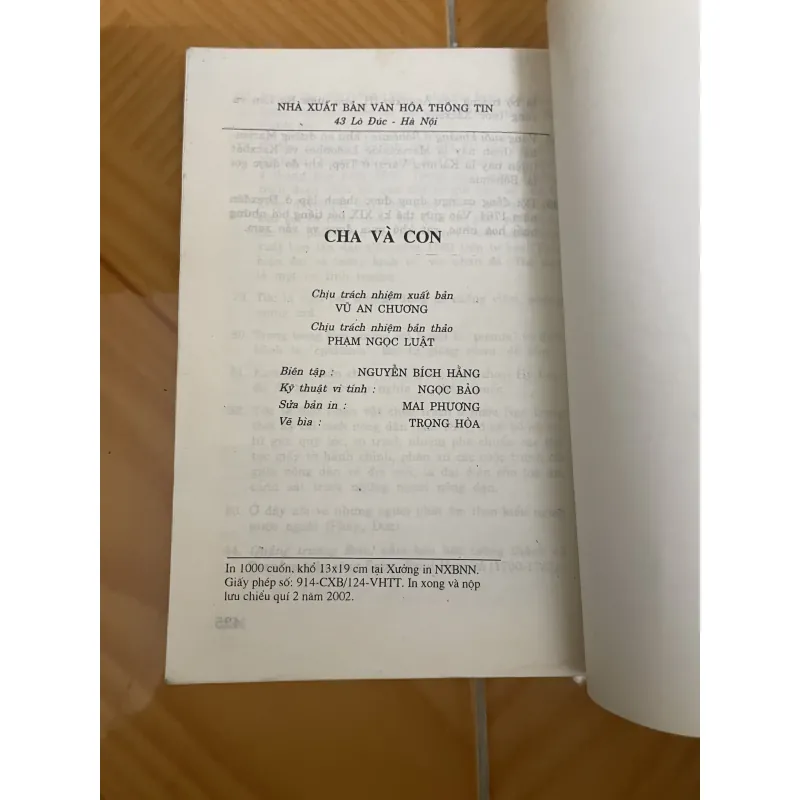 NHÀ XUẤT BẢN VĂN HÓA THÔNG TIN
43 Lò Đúc - Hà Nội
CHA VÀ CON
Chịu trách nhiệm xuất bản
VŨ AN CHƯƠNG
Chịu trách nhiệm bản thảo
PHẠM NGỌC LUẬT
Biên tập : NGUYỄN BÍCH HẰNG
Kỹ thuật vi tính : NGỌC BẢO
Sửa bản in : MAI PHƯƠNG
Vẽ bìa : TRỌNG HÒA
In 1000 cuốn, khổ 13x19 cm tại Xưởng in NXBNN.
Giấy phép số: 914-CXB/124-VHTT. In xong và nộp
lưu chiểu quí 2 năm 2002.